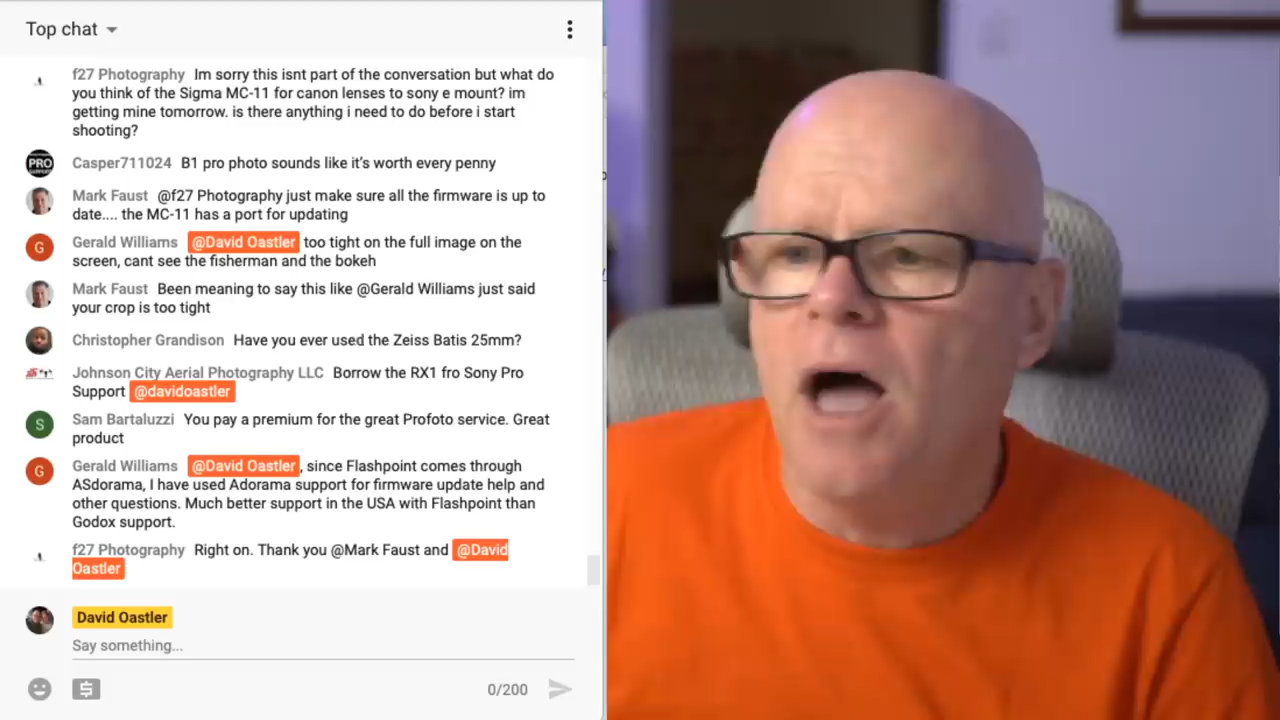 Top chat
f27 Photography Im sorry this isnt part of the conversation but what do
you think of the Sigma MC-11 for canon lenses to sony e mount? im
getting mine tomorrow. is there anything i need to do before i start
shooting?
PRO
Casper711024 B1 pro photo sounds like it's worth every penny
Mark Faust @f27 Photography just make sure all the firmware is up to
date.... the MC-11 has a port for updating
G
Gerald Williams @David Oastler too tight on the full image on the
screen, cant see the fisherman and the bokeh
Mark Faust Been meaning to say this like @Gerald Williams just said
your crop is too tight
Christopher Grandison Have you ever used the Zeiss Batis 25mm?
Johnson City Aerial Photography LLC Borrow the RX1 fro Sony Pro
Support @davidoastler
S
Sam Bartaluzzi You pay a premium for the great Profoto service. Great
product
G
Gerald Williams @David Oastler, since Flashpoint comes through
ASdorama, I have used Adorama support for firmware update help and
other questions. Much better support in the USA with Flashpoint than
Godox support.
f27 Photography Right on. Thank you @Mark Faust and @David
Oastler
David Oastler
Say something...
0/200